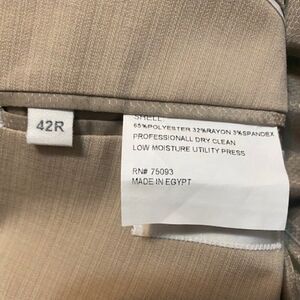 42R
SHELL:
65%POLYESTER 32%RAYON 3%SPANDEX
PROFESSIONALL DRY CLEAN
LOW MOISTURE UTILITY PRESS
RN# 75093
MADE IN EGYPT